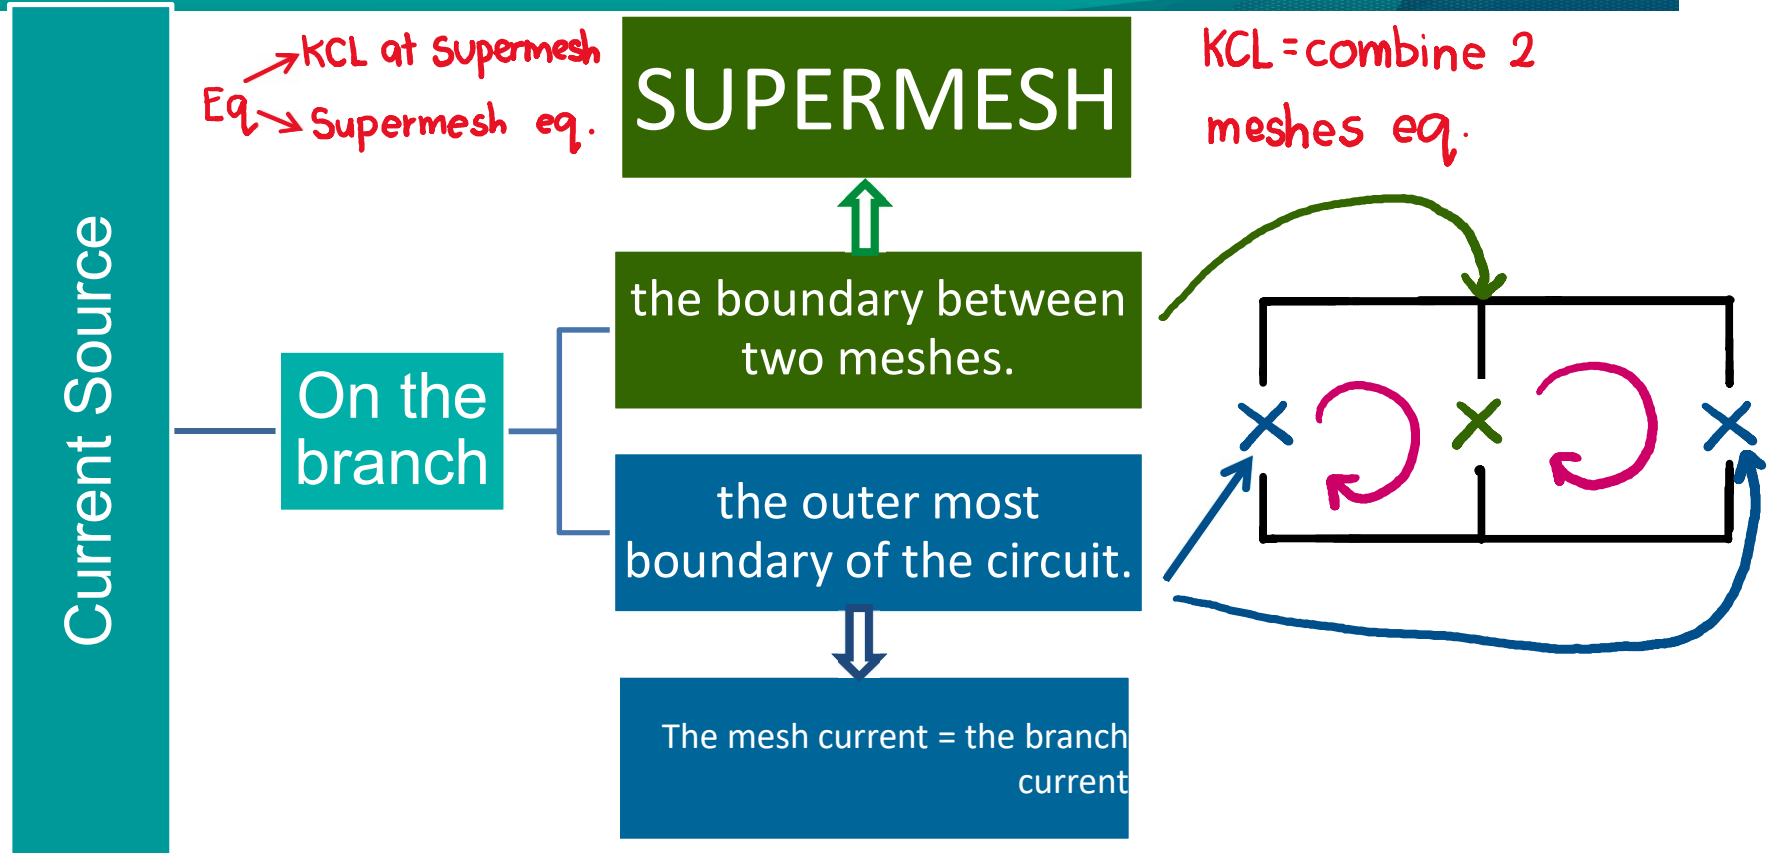 Current Source
Eq
KCL at Supermesh
Supermesh eq.
SUPERMESH
KCL = combine 2
meshes eq.
On the
branch
the boundary between
two meshes.
the outer most
boundary of the circuit.
The mesh current = the branch
current